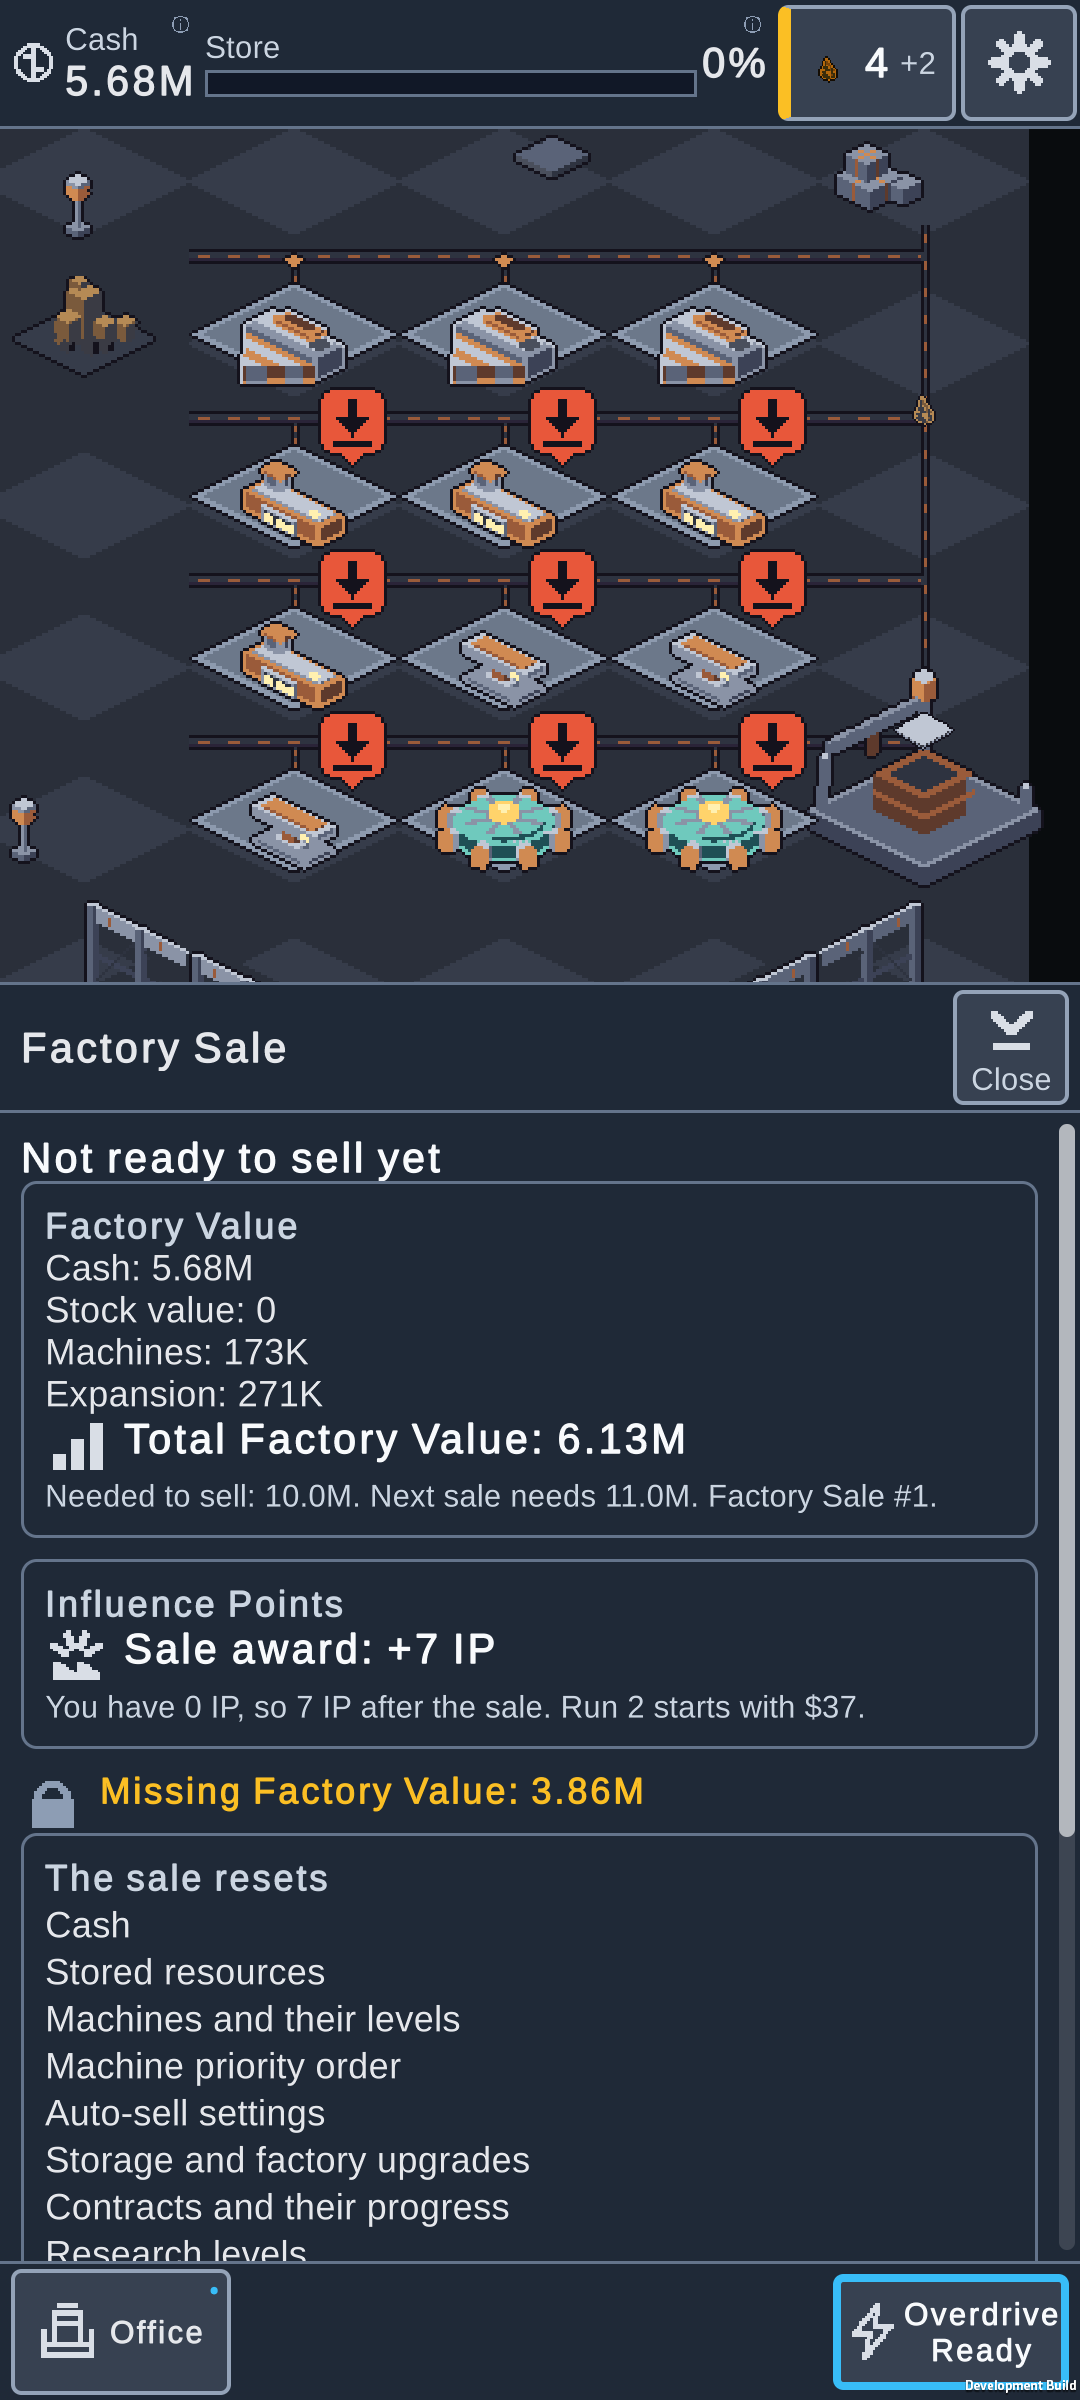 Cash
5.68M
Store
0%
4 +2
Factory Sale
Close
Not ready to sell yet
Factory Value
Cash: 5.68M
Stock value: 0
Machines: 173K
Expansion: 271K
Total Factory Value: 6.13M
Needed to sell: 10.0M. Next sale needs 11.0M. Factory Sale #1.
Influence Points
Sale award: +7 IP
You have 0 IP, so 7 IP after the sale. Run 2 starts with $37.
Missing Factory Value: 3.86M
The sale resets
Cash
Stored resources
Machines and their levels
Machine priority order
Auto-sell settings
Storage and factory upgrades
Contracts and their progress
Research levels
Office
Overdrive
Ready
Development Build